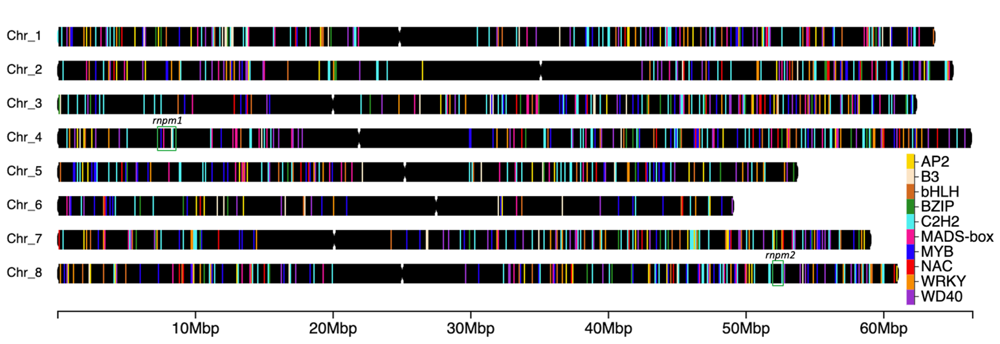 Chr_1
Chr_2
Chr_3
rnpm1
Chr_4
Chr_5
Chr_6
Chr_7
rnpm2
Chr_8
AP2
B3
bHLH
BZIP
C2H2
MADS-box
MYB
NAC
WRKY
WD40
10Mbp 20Mbp 30Mbp 40Mbp 50Mbp 60Mbp